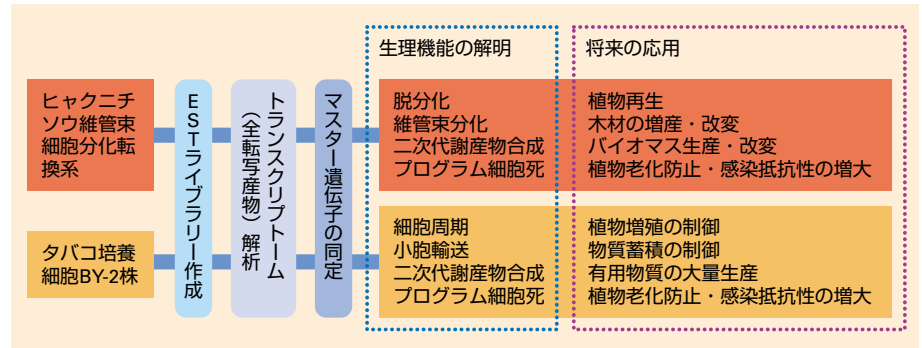 生理機能の解明
将来の応用
ヒャクニチ
ソウ維管束
細胞分化転
換系
タバコ培養
細胞BY-2株
ESTライブラリー作成
トランスクリプトーム
(全転写産物)解析
マスター遺伝子の同定
脱分化
維管束分化
二次代謝産物合成
プログラム細胞死
植物再生
木材の増産・改変
バイオマス生産・改変
植物老化防止・感染抵抗性の増大
細胞周期
小胞輸送
二次代謝産物合成
プログラム細胞死
植物増殖の制御
物質蓄積の制御
有用物質の大量生産
植物老化防止・感染抵抗性の増大